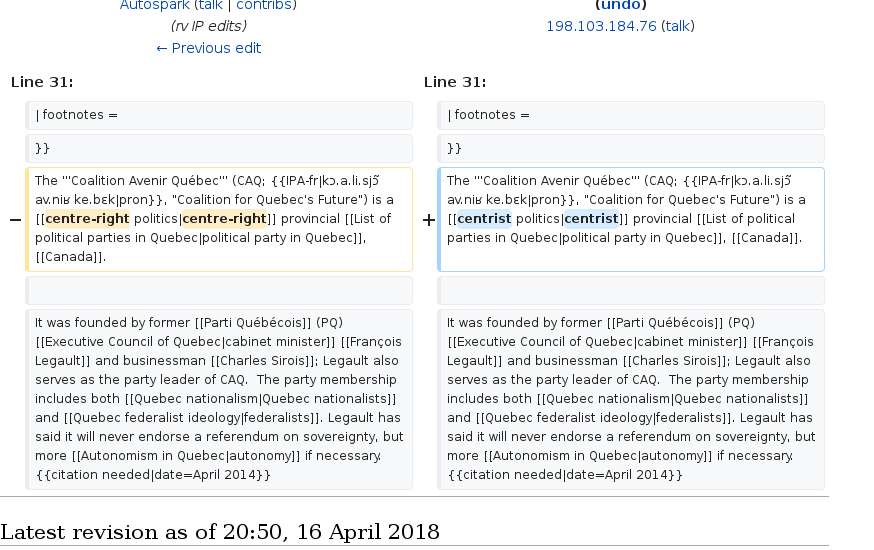 Autospark (talk | contribs)
(rv IP edits)
← Previous edit
(undo)
198.103.184.76 (talk)
Line 31:
| footnotes =
}}
− The '''Coalition Avenir Québec''' (CAQ; {{IPA-fr|kɔ.a.li.sjɔ̃
av.niʁ ke.bɛk|pron}}, "Coalition for Quebec's Future") is a
[[centre-right politics|centre-right]] provincial [[List of
political parties in Quebec|political party in Quebec]],
[[Canada]].
It was founded by former [[Parti Québécois]] (PQ)
[[Executive Council of Quebec|cabinet minister]] [[François
Legault]] and businessman [[Charles Sirois]]; Legault also
serves as the party leader of CAQ.  The party membership
includes both [[Quebec nationalism|Quebec nationalists]]
and [[Quebec federalist ideology|federalists]]. Legault has
said it will never endorse a referendum on sovereignty, but
more [[Autonomism in Quebec|autonomy]] if necessary.
{{citation needed|date=April 2014}}
Line 31:
| footnotes =
}}
+ The '''Coalition Avenir Québec''' (CAQ; {{IPA-fr|kɔ.a.li.sjɔ̃
av.niʁ ke.bɛk|pron}}, "Coalition for Quebec's Future") is a
[[centrist politics|centrist]] provincial [[List of political
parties in Quebec|political party in Quebec]], [[Canada]].
It was founded by former [[Parti Québécois]] (PQ)
[[Executive Council of Quebec|cabinet minister]] [[François
Legault]] and businessman [[Charles Sirois]]; Legault also
serves as the party leader of CAQ.  The party membership
includes both [[Quebec nationalism|Quebec nationalists]]
and [[Quebec federalist ideology|federalists]]. Legault has
said it will never endorse a referendum on sovereignty, but
more [[Autonomism in Quebec|autonomy]] if necessary.
{{citation needed|date=April 2014}}
Latest revision as of 20:50, 16 April 2018